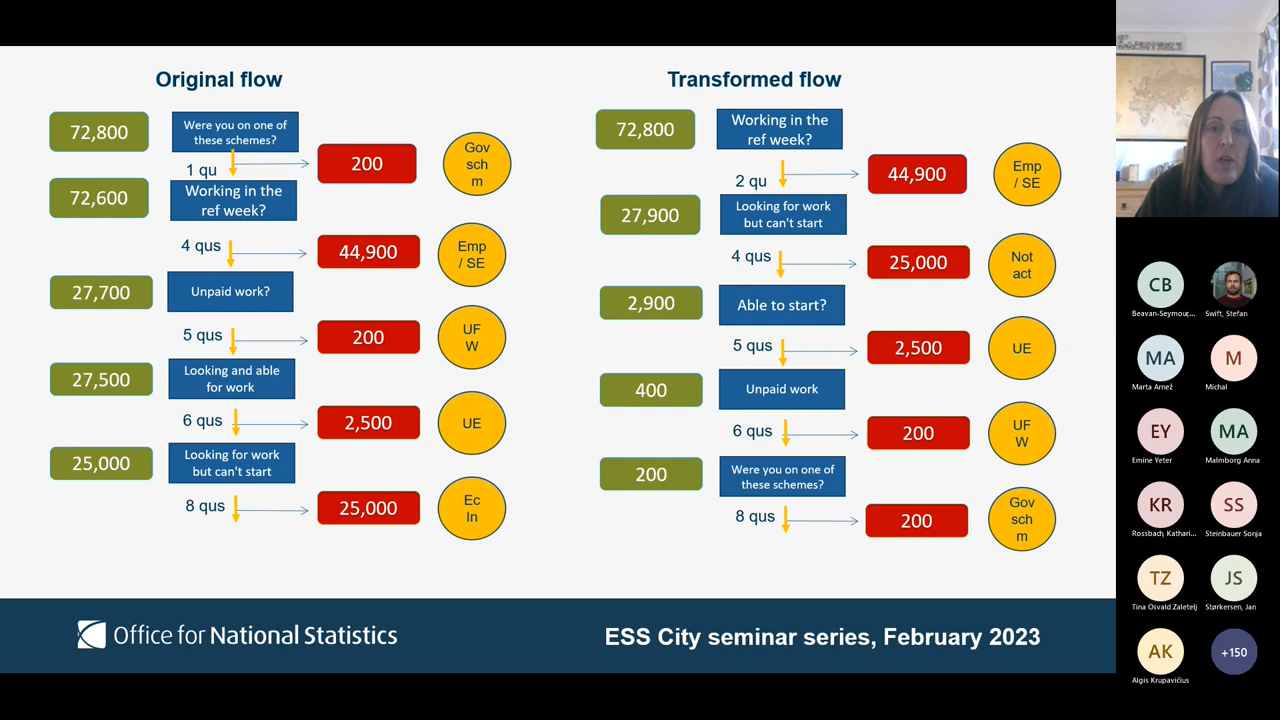 Original flow
72,800
Were you on one of
these schemes?
1 qu
200
Gov
sch
m
72,600
Working in the
ref week?
4 qus
44,900
Emp
/ SE
27,700
Unpaid work?
5 qus
200
UF
W
27,500
Looking and able
for work
6 qus
2,500
UE
25,000
Looking for work
but can't start
8 qus
25,000
Ec
In
Transformed flow
72,800
Working in the
ref week?
2 qu
44,900
Emp
/ SE
27,900
Looking for work
but can't start
4 qus
25,000
Not
act
2,900
Able to start?
5 qus
2,500
UE
400
Unpaid work
6 qus
200
UF
W
200
Were you on one of
these schemes?
8 qus
200
Gov
sch
m
Office for National Statistics
ESS City seminar series, February 2023
CB
Beavan-Seymour,...
Swift, Stefan
MA
Marta Arnež
M
Michal
EY
Emine Yeter
MA
Malmborg Anna
KR
Rossbach, Kathari...
SS
Steinbauer Sonja
TZ
Tina Osvald Zaletelj
JS
Størkersen, Jan
AK
Algis Krupavičius
+150